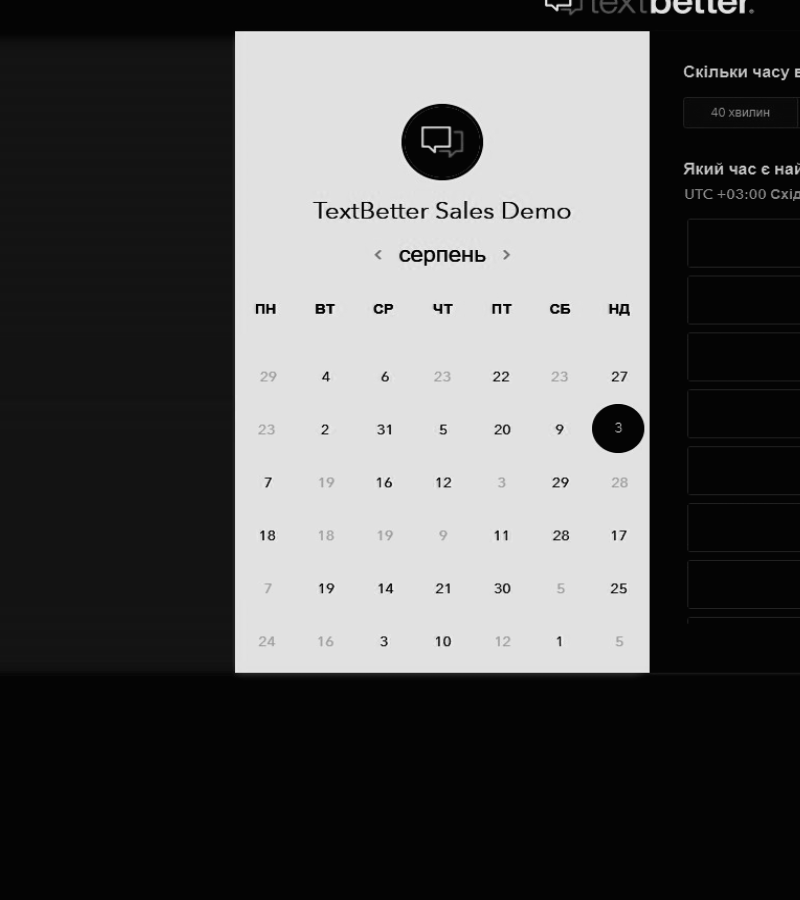 textbetter.
TextBetter Sales Demo
< серпень >
ПН ВТ СР ЧТ ПТ СБ НД
29 4 6 23 22 23 27
23 2 31 5 20 9 3
7 19 16 12 3 29 28
18 18 19 9 11 28 17
7 19 14 21 30 5 25
24 16 3 10 12 1 5
Скільки часу
40 хвилин
Який час є
UTC +03:00